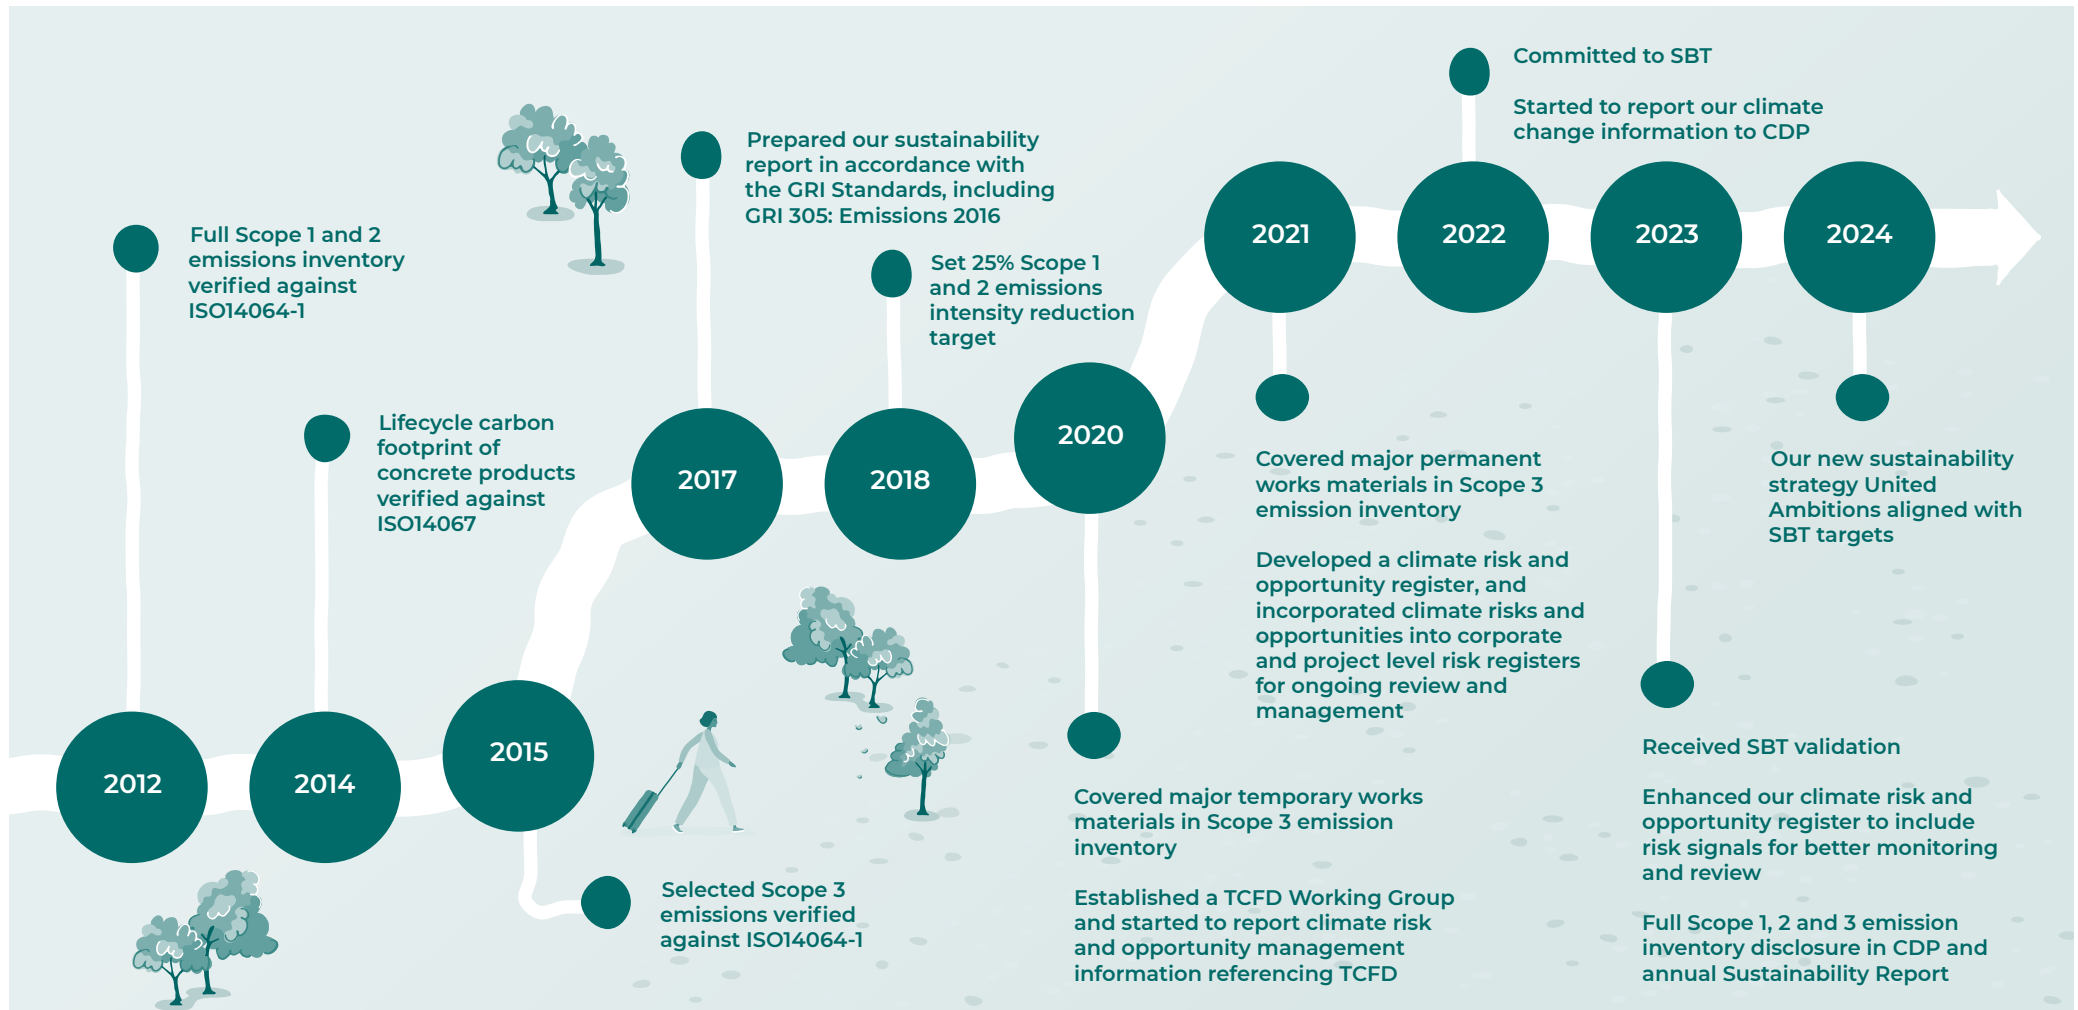 2012
Full Scope 1 and 2
emissions inventory
verified against
ISO14064-1
2014
Lifecycle carbon
footprint of
concrete products
verified against
ISO14067
2015
Selected Scope 3
emissions verified
against ISO14064-1
2017
Prepared our sustainability
report in accordance with
the GRI Standards, including
GRI 305: Emissions 2016
2018
Set 25% Scope 1
and 2 emissions
intensity reduction
target
2020
Covered major temporary works
materials in Scope 3 emission
inventory
Established a TCFD Working Group
and started to report climate risk
and opportunity management
information referencing TCFD
2021
Covered major permanent
works materials in Scope 3
emission inventory
Developed a climate risk and
opportunity register, and
incorporated climate risks and
opportunities into corporate
and project level risk registers
for ongoing review and
management
2022
Committed to SBT
Started to report our climate
change information to CDP
2023
Received SBT validation
Enhanced our climate risk and
opportunity register to include
risk signals for better monitoring
and review
Full Scope 1, 2 and 3 emission
inventory disclosure in CDP and
annual Sustainability Report
2024
Our new sustainability
strategy United
Ambitions aligned with
SBT targets